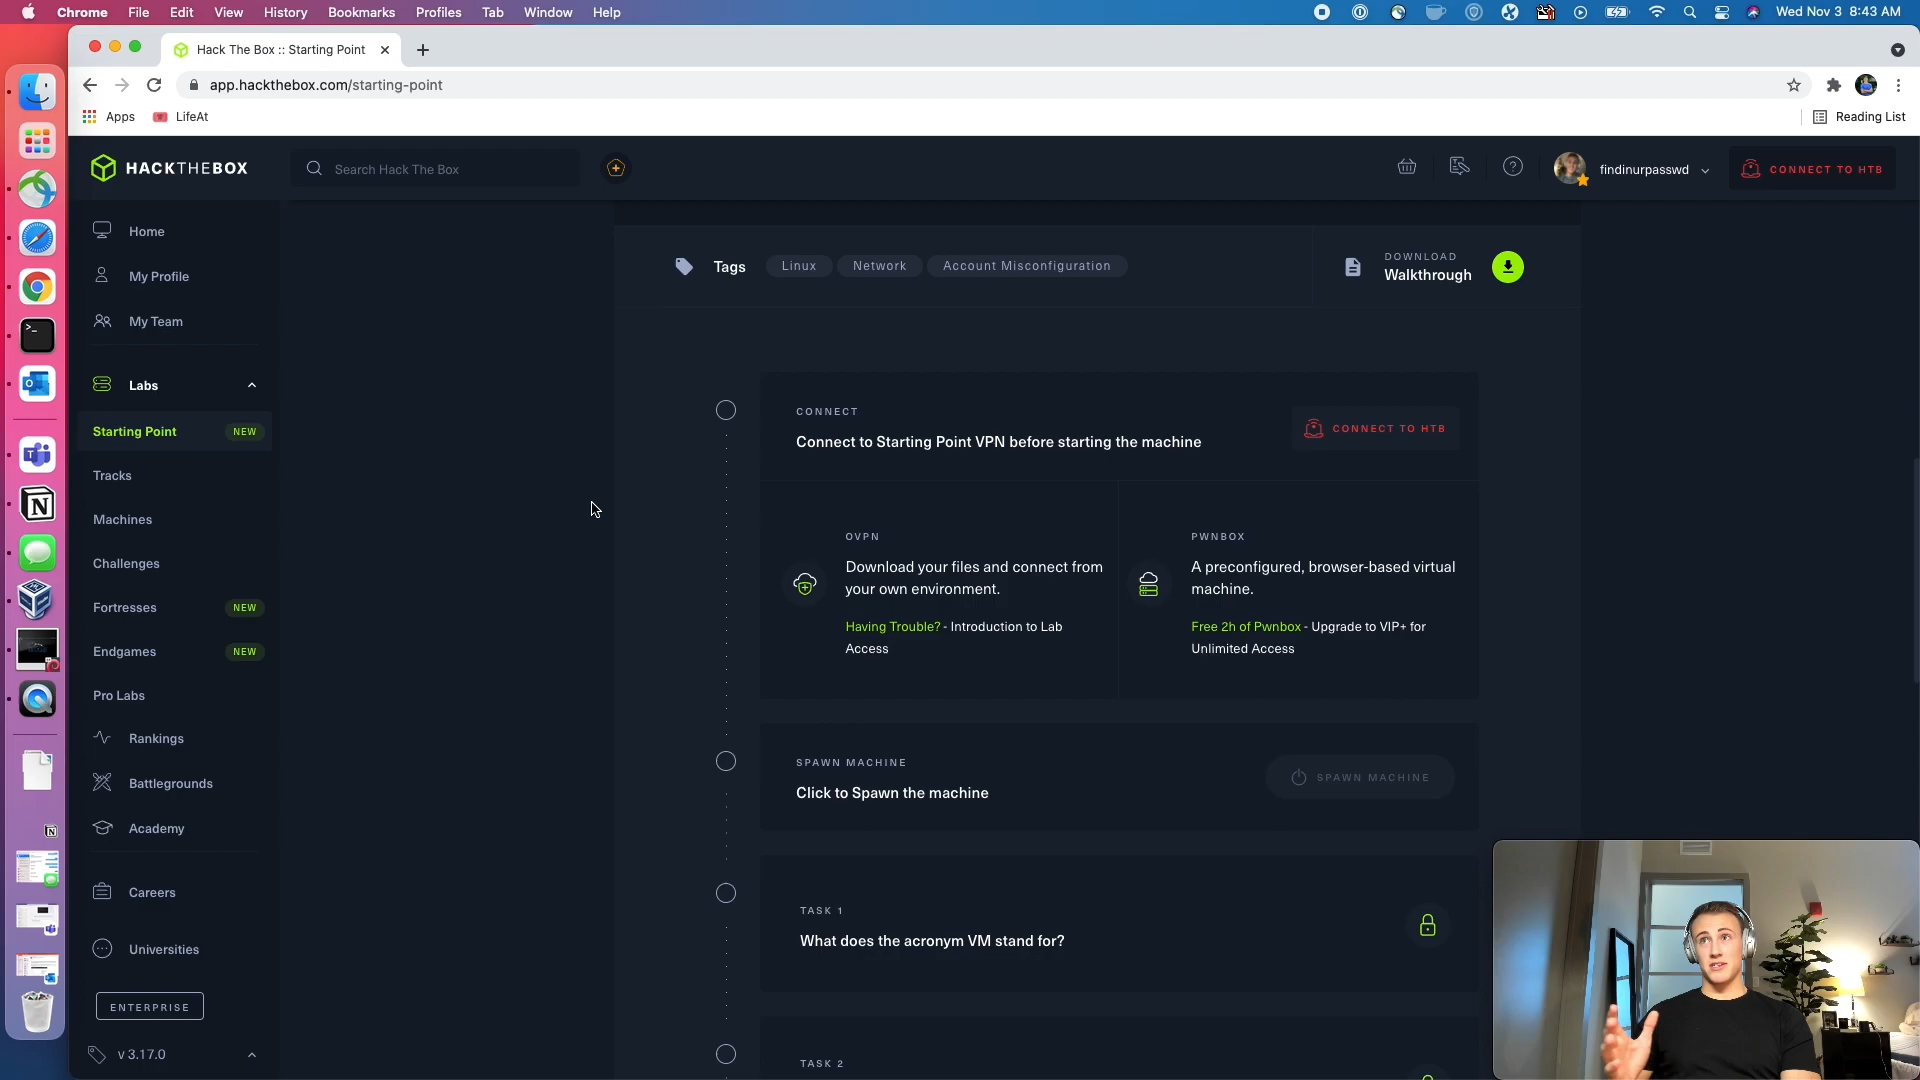 Chrome File Edit View History Bookmarks Profiles Tab Window Help Wed Nov 3 8:43 AM
Hack The Box :: Starting Point
app.hackthebox.com/starting-point
Apps LifeAt Reading List
HACKTHEBOX Search Hack The Box findinurpasswd CONNECT TO HTB
Home
My Profile
My Team
Labs
Starting Point NEW
Tracks
Machines
Challenges
Fortresses NEW
Endgames NEW
Pro Labs
Rankings
Battlegrounds
Academy
Careers
Universities
ENTERPRISE
v 3.17.0
Tags Linux Network Account Misconfiguration
DOWNLOAD
Walkthrough
CONNECT
Connect to Starting Point VPN before starting the machine
CONNECT TO HTB
OVPN
Download your files and connect from
your own environment.
Having Trouble? - Introduction to Lab
Access
PWNBOX
A preconfigured, browser-based virtual
machine.
Free 2h of Pwnbox - Upgrade to VIP+ for
Unlimited Access
SPAWN MACHINE
Click to Spawn the machine
SPAWN MACHINE
TASK 1
What does the acronym VM stand for?
TASK 2